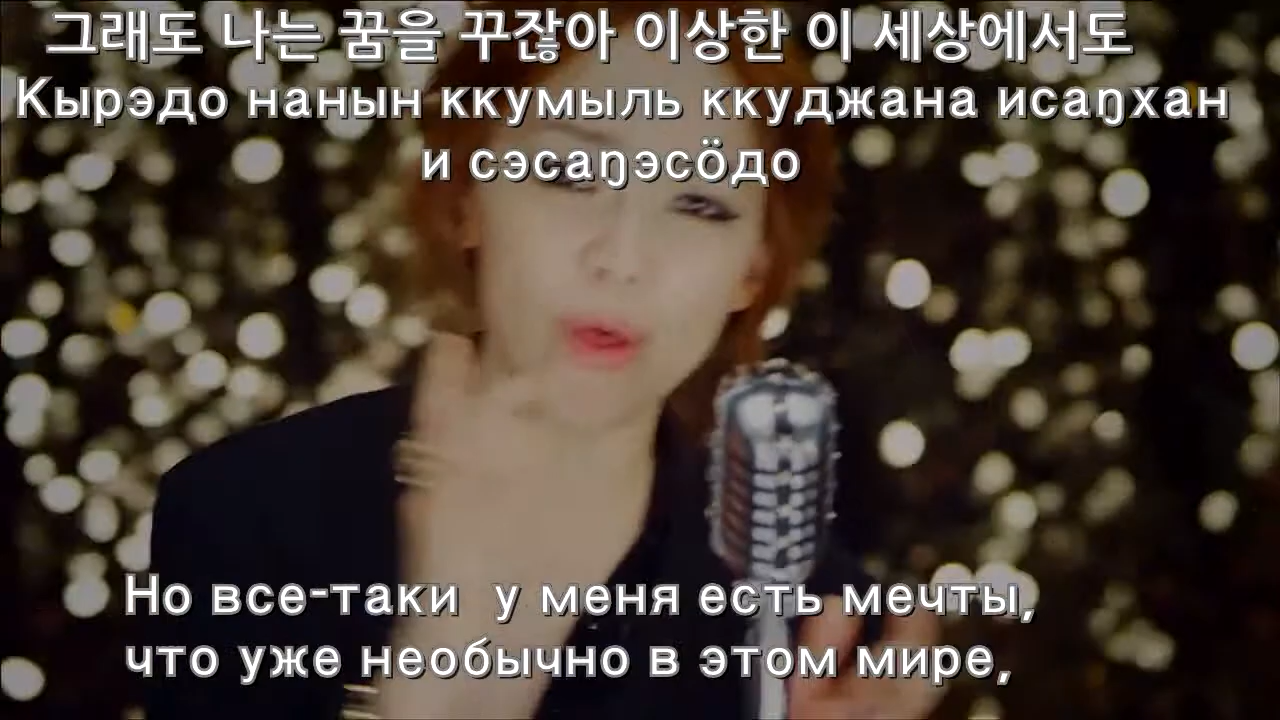 그래도 나는 꿈을 꾸잖아 이상한 이 세상에서도
Кырэдо нанын ккумыль ккуджана исаŋхан
и сэсаŋэсöдо
Но все-таки у меня есть мечты,
что уже необычно в этом мире,